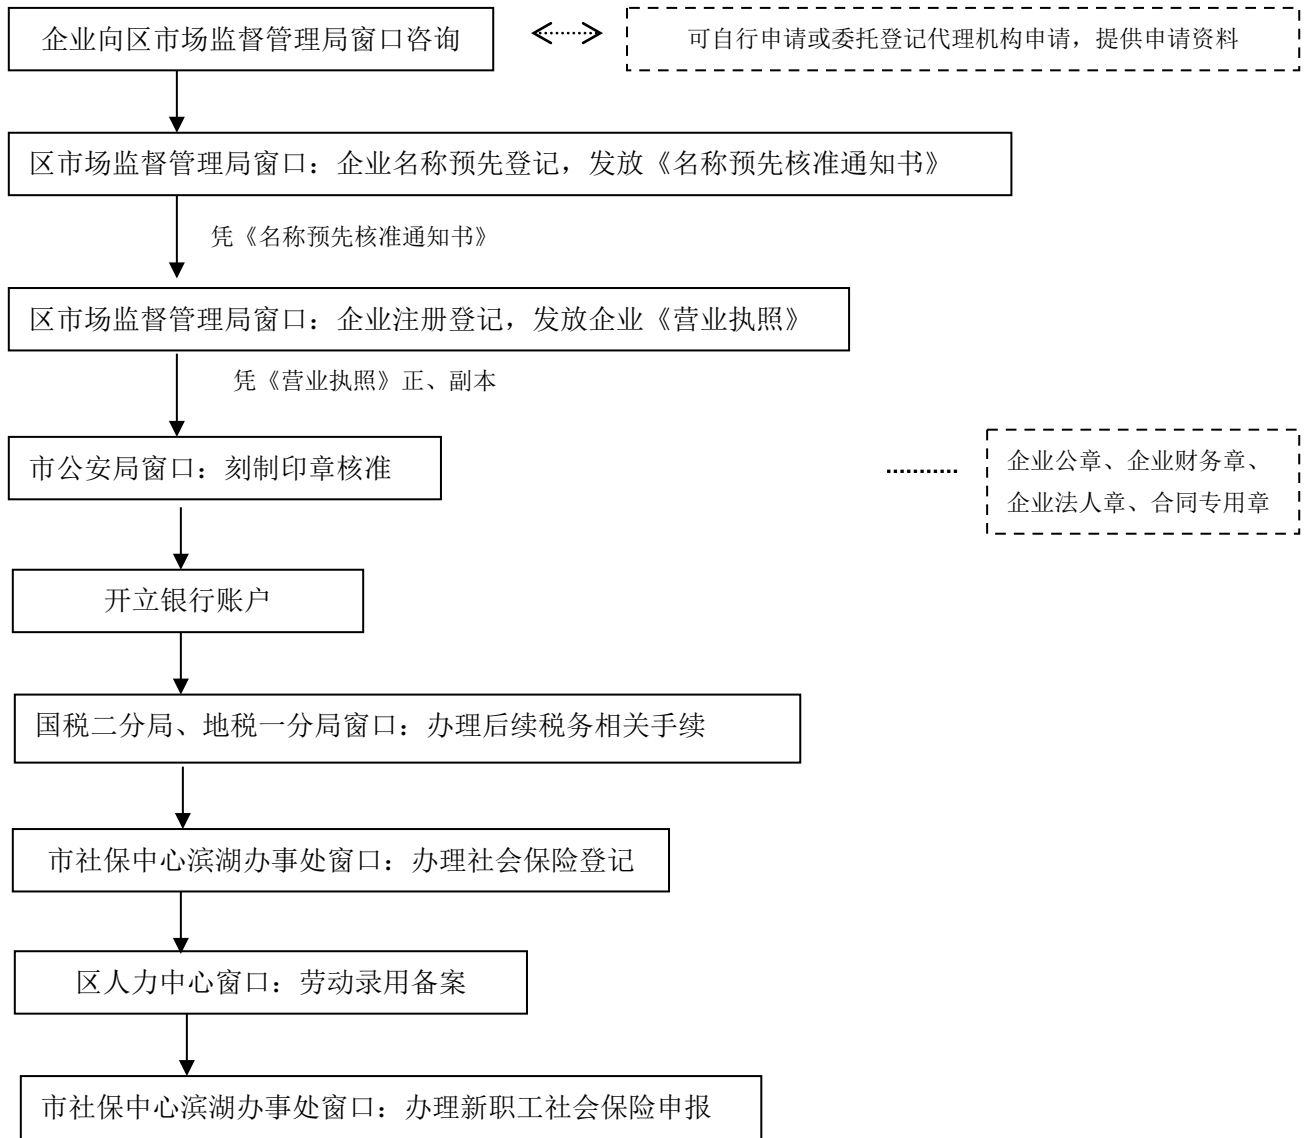 企业向区市场监督管理局窗口咨询
可自行申请或委托登记代理机构申请，提供申请资料
区市场监督管理局窗口：企业名称预先登记，发放《名称预先核准通知书》
凭《名称预先核准通知书》
区市场监督管理局窗口：企业注册登记，发放企业《营业执照》
凭《营业执照》正、副本
市公安局窗口：刻制印章核准
企业公章、企业财务章、
企业法人章、合同专用章
开立银行账户
国税二分局、地税一分局窗口：办理后续税务相关手续
市社保中心滨湖办事处窗口：办理社会保险登记
区人力中心窗口：劳动录用备案
市社保中心滨湖办事处窗口：办理新职工社会保险申报